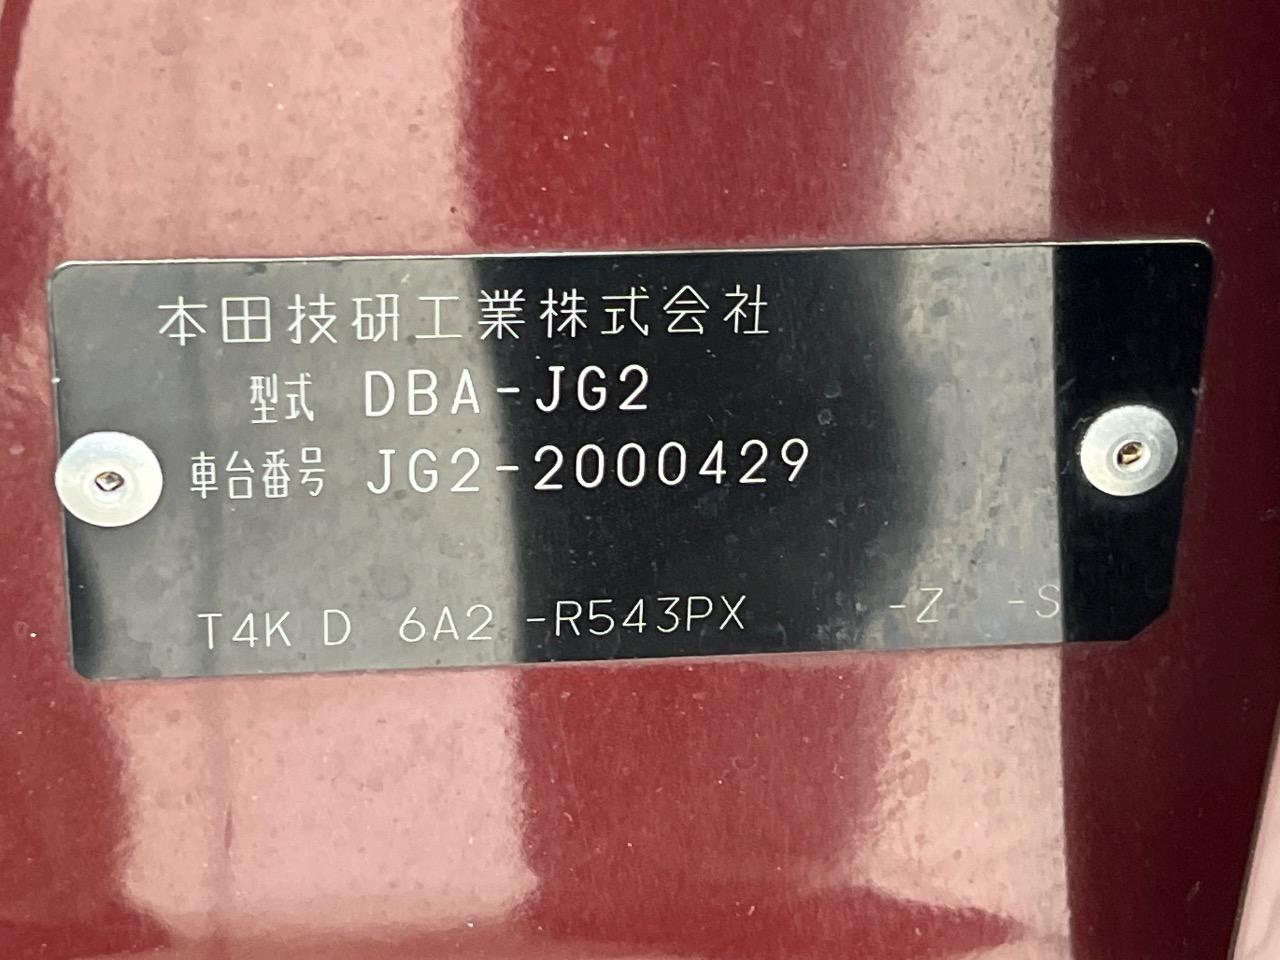 本田技研工業株式会社
型式 DBA-JG2
車台番号 JG2-2000429
T4K D 6A2 -R543PX -Z -S